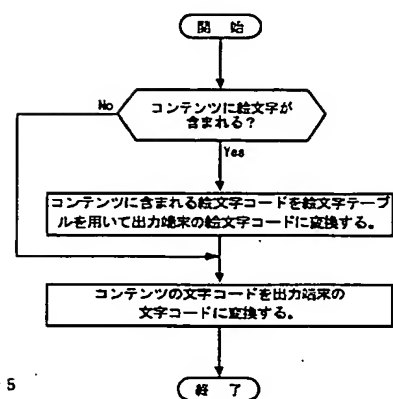 開 始
コンテンツに絵文字が
含まれる？
No
Yes
コンテンツに含まれる絵文字コードを絵文字テーブ
ルを用いて出力端末の絵文字コードに変換する。
コンテンツの文字コードを出力端末の
文字コードに変換する。
5
終 了